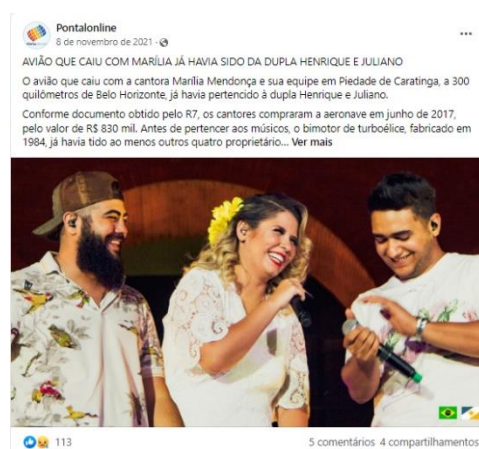 Pontalonline
8 de novembro de 2021 ·
AVIÃO QUE CAIU COM MARÍLIA JÁ HAVIA SIDO DA DUPLA HENRIQUE E JULIANO
O avião que caiu com a cantora Marília Mendonça e sua equipe em Piedade de Caratinga, a 300
quilômetros de Belo Horizonte, já havia pertencido à dupla Henrique e Juliano.
Conforme documento obtido pelo R7, os cantores compraram a aeronave em junho de 2017,
pelo valor de R$ 830 mil. Antes de pertencer aos músicos, o bimotor de turboélice, fabricado em
1984, já havia tido ao menos outros quatro proprietário... Ver mais
113
5 comentários 4 compartilhamentos